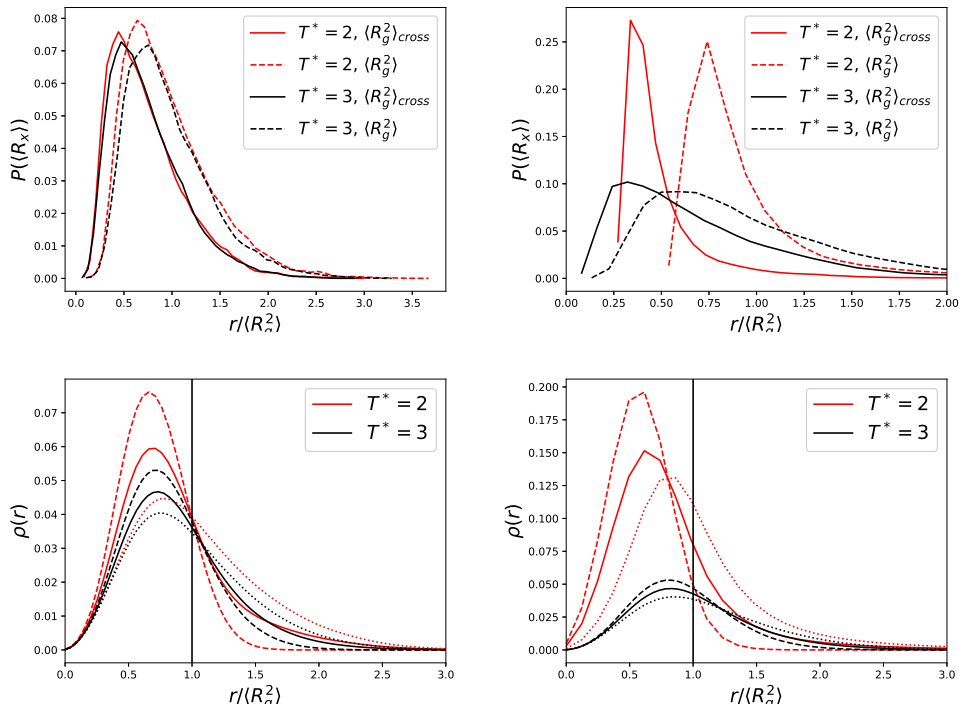 T* = 2, ⟨R_g^2⟩_cross
T* = 2, ⟨R_g^2⟩
T* = 3, ⟨R_g^2⟩_cross
T* = 3, ⟨R_g^2⟩
P(⟨R_x⟩)
0.08
0.07
0.06
0.05
0.04
0.03
0.02
0.01
0.00
0.0 0.5 1.0 1.5 2.0 2.5 3.0 3.5
r/⟨R_g^2⟩
T* = 2, ⟨R_g^2⟩_cross
T* = 2, ⟨R_g^2⟩
T* = 3, ⟨R_g^2⟩_cross
T* = 3, ⟨R_g^2⟩
P(⟨R_x⟩)
0.25
0.20
0.15
0.10
0.05
0.00
0.00 0.25 0.50 0.75 1.00 1.25 1.50 1.75 2.00
r/⟨R_g^2⟩
T* = 2
T* = 3
ρ(r)
0.07
0.06
0.05
0.04
0.03
0.02
0.01
0.00
0.0 0.5 1.0 1.5 2.0 2.5 3.0
r/⟨R_g^2⟩
T* = 2
T* = 3
ρ(r)
0.200
0.175
0.150
0.125
0.100
0.075
0.050
0.025
0.000
0.0 0.5 1.0 1.5 2.0 2.5 3.0
r/⟨R_g^2⟩